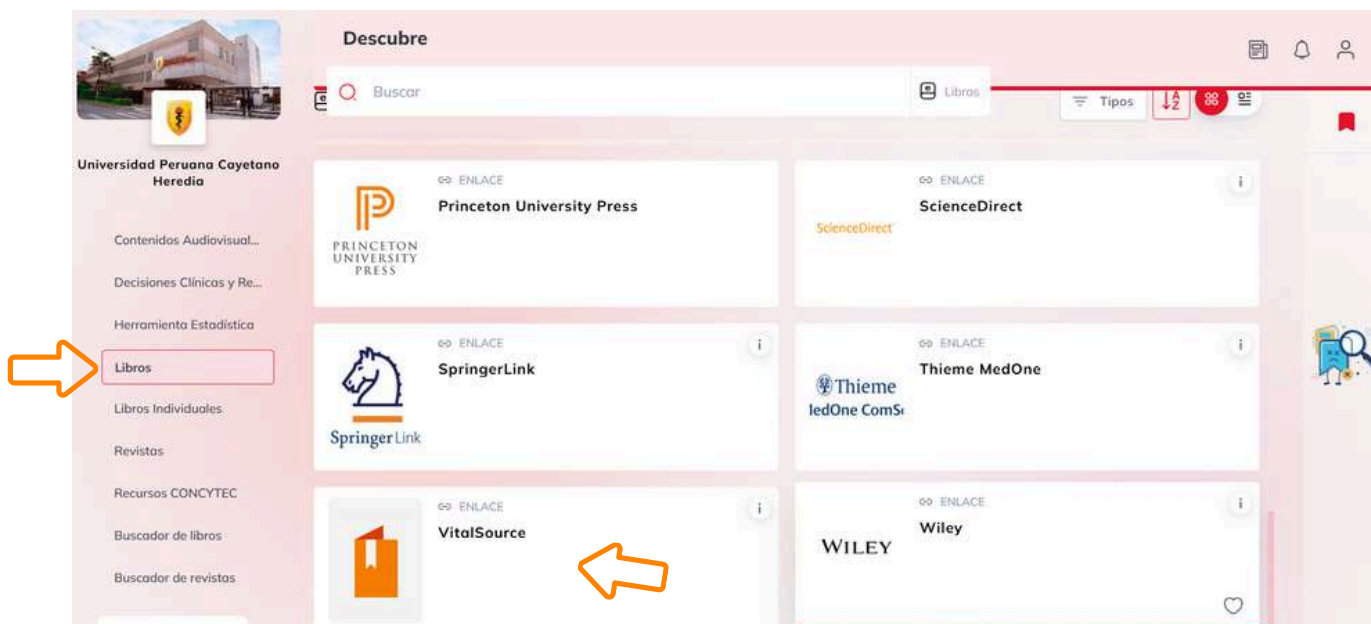 Descubre
Buscar
Libros
Tipos
Universidad Peruana Cayetano
Heredia
Contenidos Audiovisual...
Decisiones Clínicas y Re...
Herramienta Estadística
Libros
Libros Individuales
Revistas
Recursos CONCYTEC
Buscador de libros
Buscador de revistas
ENLACE
Princeton University Press
PRINCETON
UNIVERSITY
PRESS
ENLACE
ScienceDirect
ScienceDirect
ENLACE
SpringerLink
SpringerLink
ENLACE
Thieme MedOne
Thieme
ledOne ComS
ENLACE
VitalSource
ENLACE
Wiley
WILEY